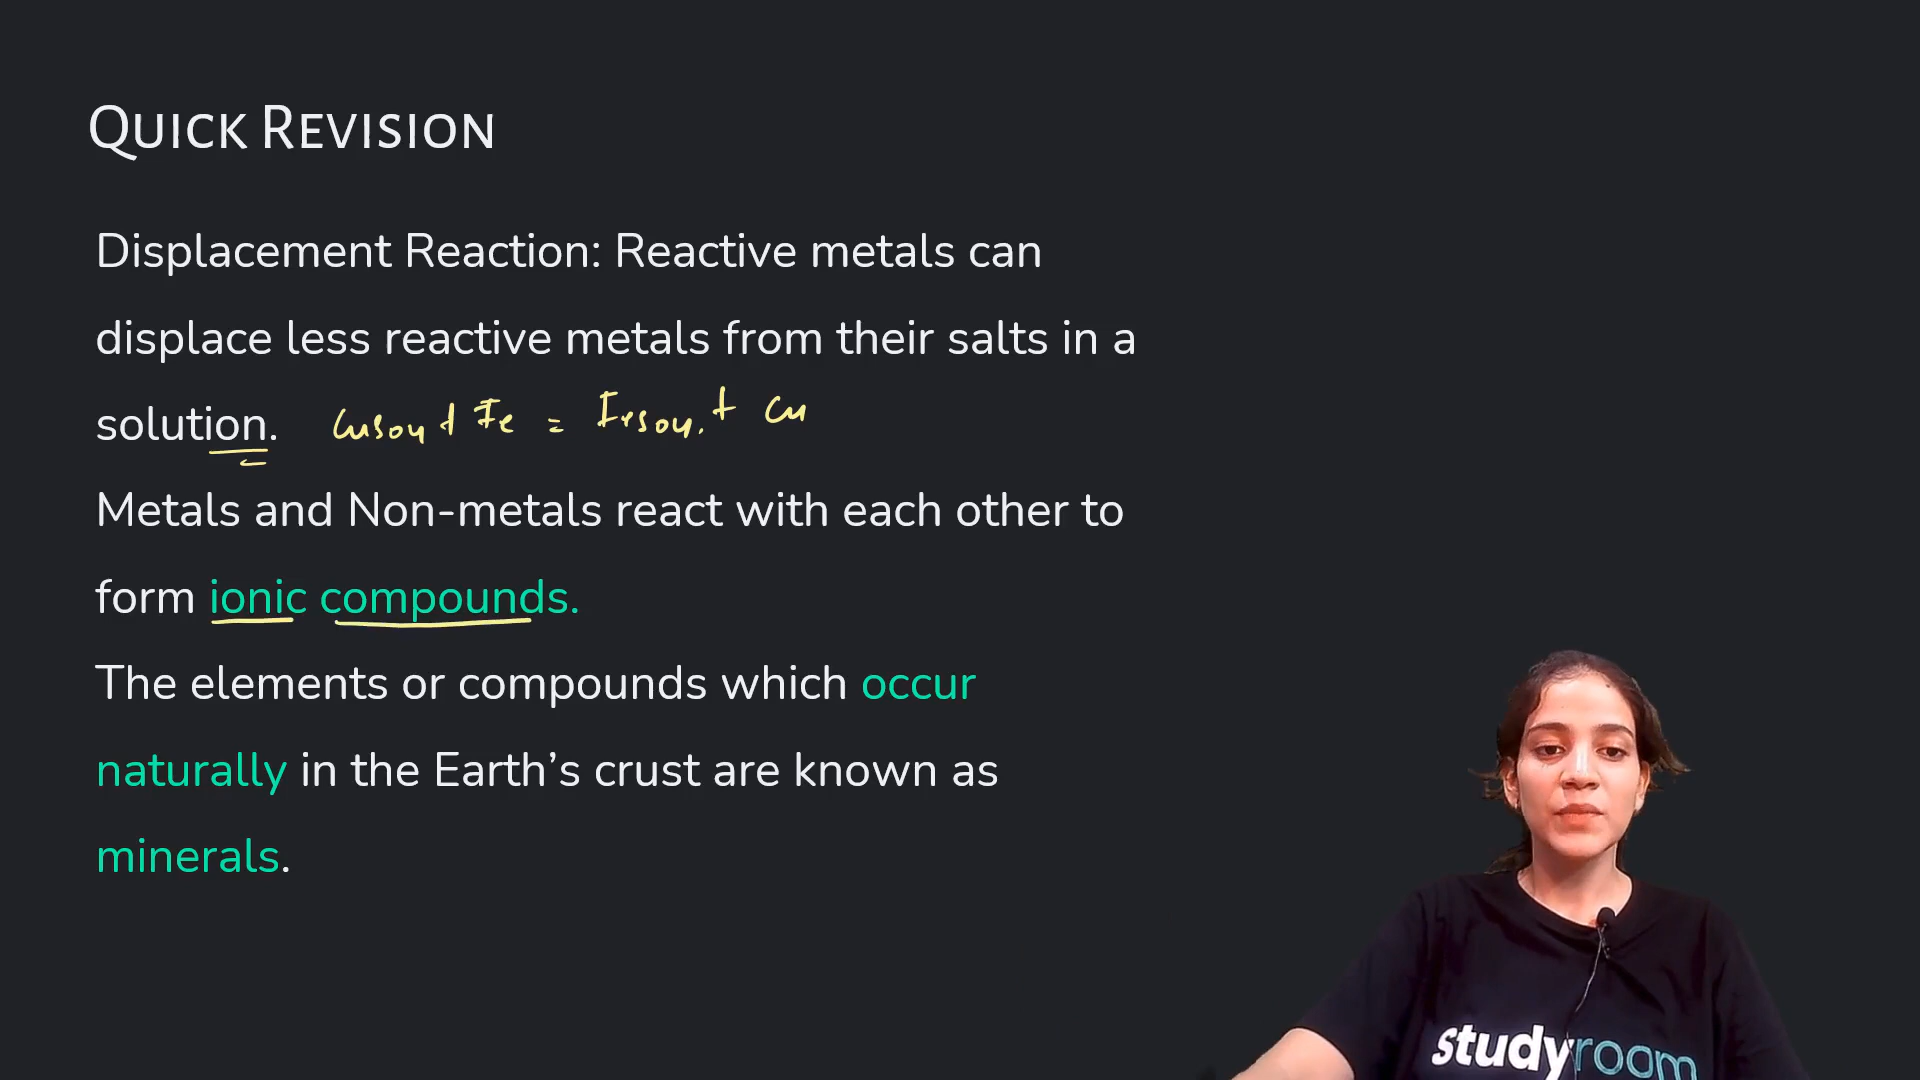 QUICK REVISION
Displacement Reaction: Reactive metals can
displace less reactive metals from their salts in a
solution. CuSO4 + Fe = FeSO4. + Cu
Metals and Non-metals react with each other to
form ionic compounds.
The elements or compounds which occur
naturally in the Earth’s crust are known as
minerals.
studyroom